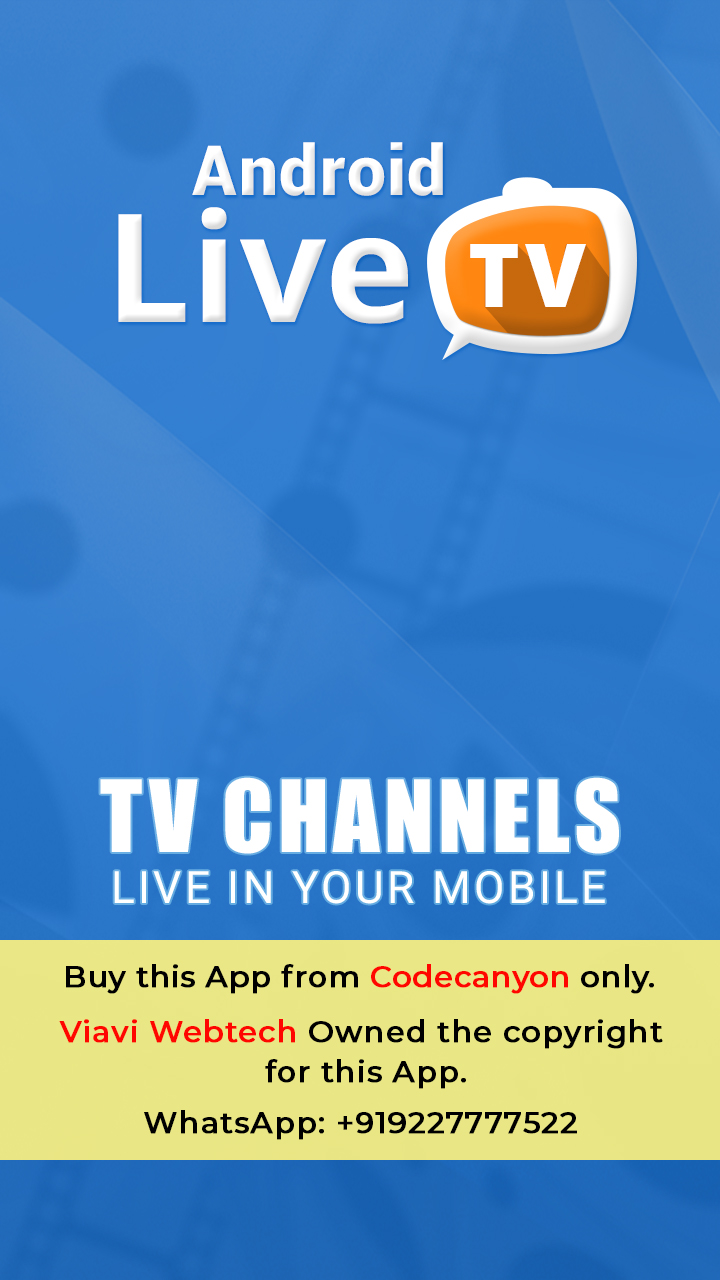 Android
Live TV
TV CHANNELS
LIVE IN YOUR MOBILE
Buy this App from Codecanyon only.
Viavi Webtech Owned the copyright
for this App.
WhatsApp: +919227777522